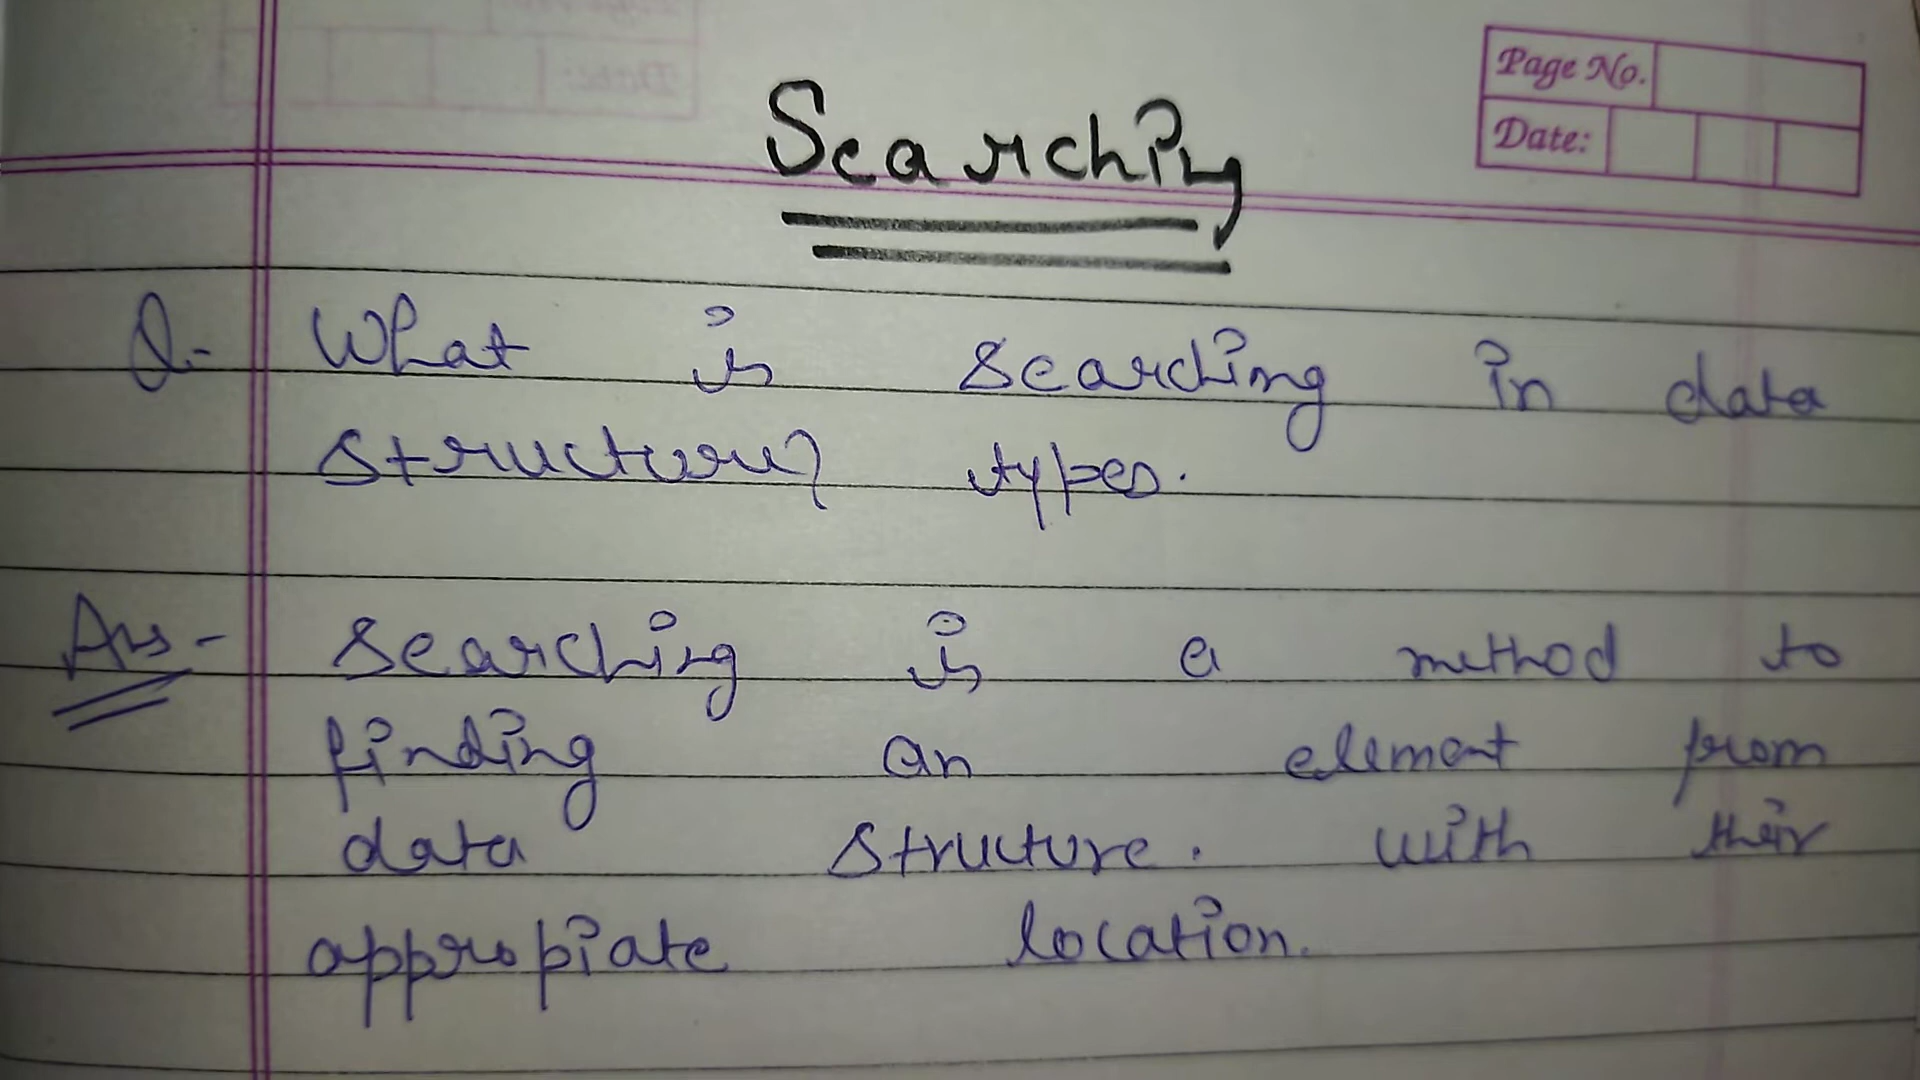 Page No.
Date:
Searching
Q- What is searching in data
structure? types.
Ans- Searching is a method to
finding an element from
data structure. with their
appropiate location.